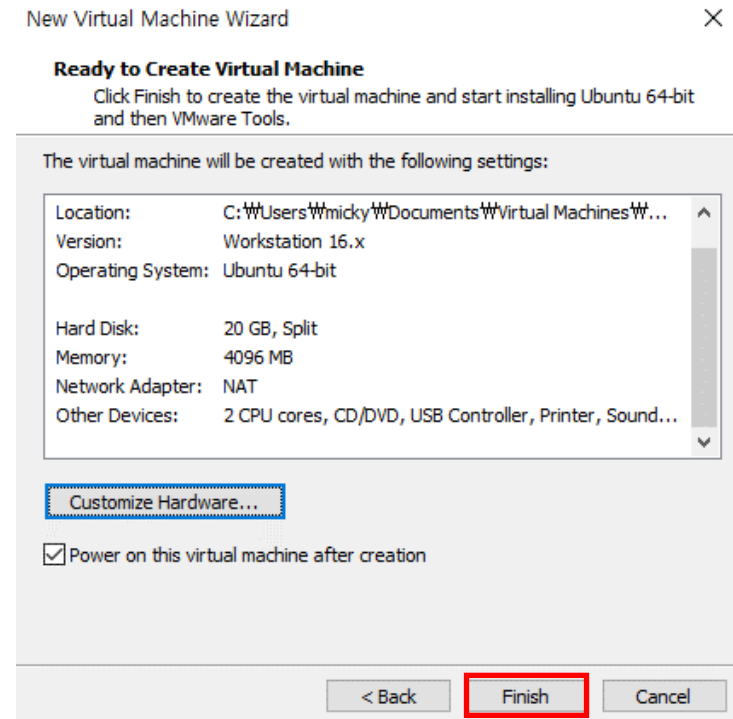 New Virtual Machine Wizard
Ready to Create Virtual Machine
Click Finish to create the virtual machine and start installing Ubuntu 64-bit
and then VMware Tools.
The virtual machine will be created with the following settings:
Location: C:₩Users₩micky₩Documents₩Virtual Machines₩...
Version: Workstation 16.x
Operating System: Ubuntu 64-bit
Hard Disk: 20 GB, Split
Memory: 4096 MB
Network Adapter: NAT
Other Devices: 2 CPU cores, CD/DVD, USB Controller, Printer, Sound...
Customize Hardware...
Power on this virtual machine after creation
< Back Finish Cancel